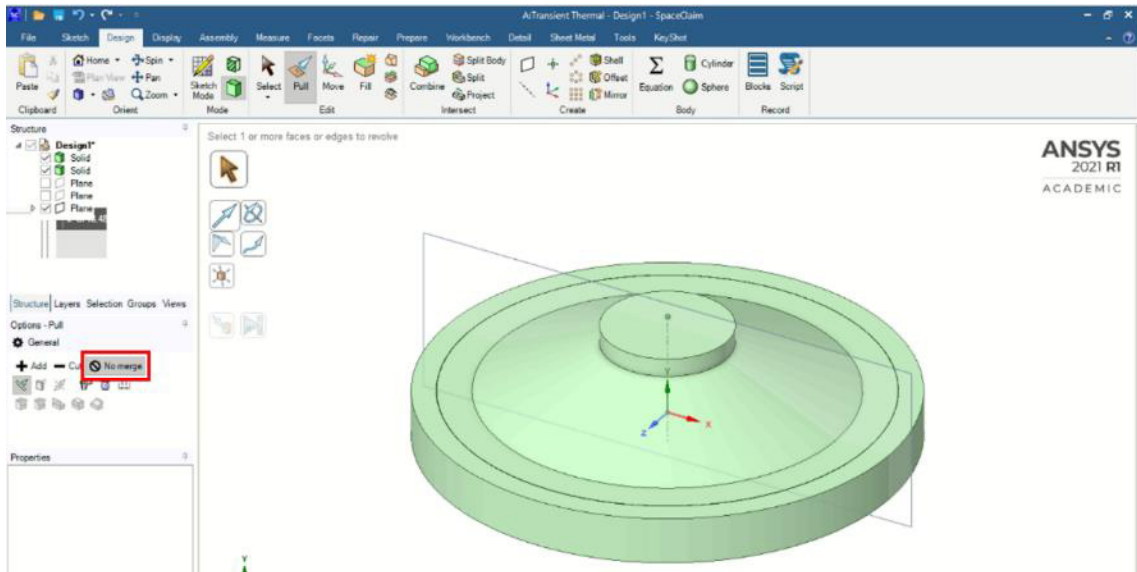 A:Transient Thermal - Design1 - SpaceClaim
File Sketch Design Display Assembly Measure Facets Repair Prepare Workbench Detail Sheet Metal Tools KeyShot
Home Spin Split Body Shell Cylinder
Plan View Pan Split Offset
Paste Zoom Sketch Mode Select Pull Move Fill Combine Project Mirror Equation Sphere Blocks Script
Clipboard Orient Mode Edit Intersect Create Body Record
Structure
Select 1 or more faces or edges to revolve
Design1*
Solid
Solid
Plane
Plane
Plane
ANSYS
2021 R1
ACADEMIC
Structure Layers Selection Groups Views
Options - Pull
General
Add Cut No merge
Properties
Y
X
Z
Y